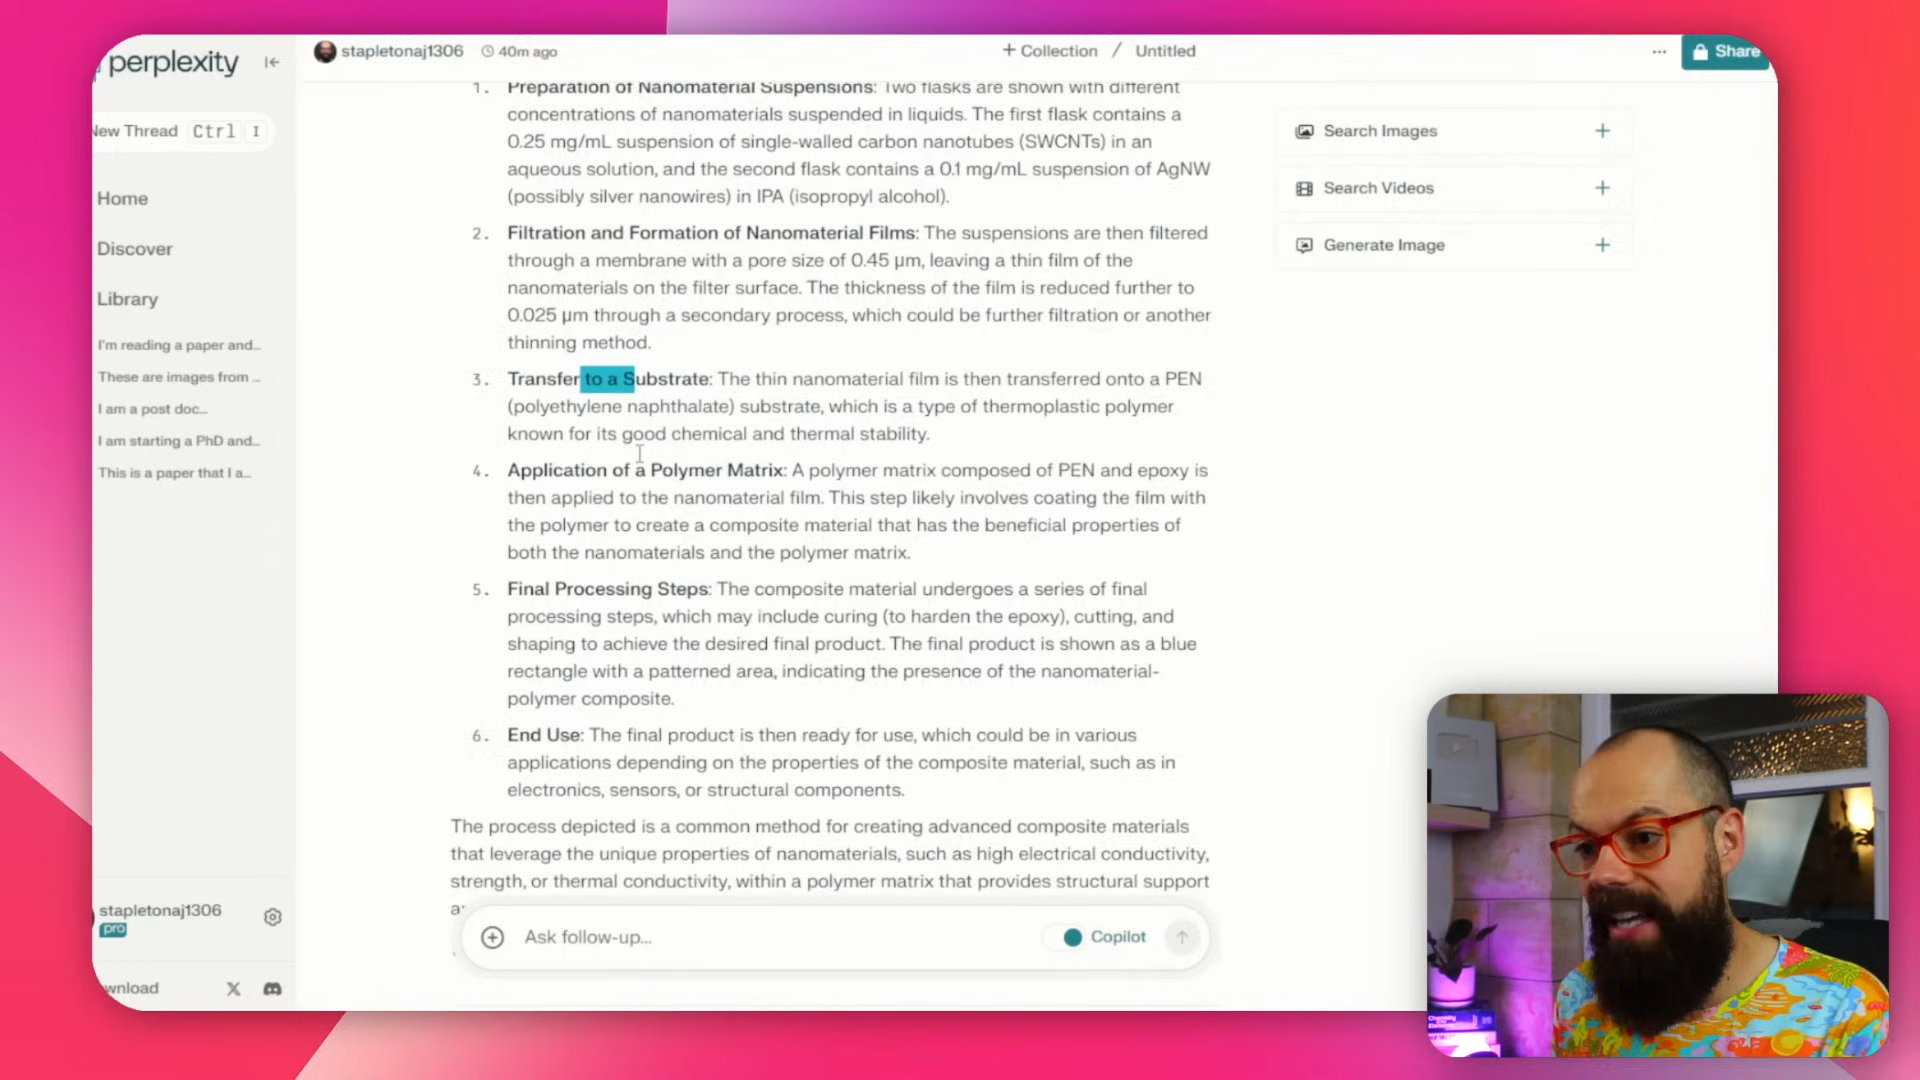 perplexity
stapletonaj1306 40m ago
+ Collection / Untitled
... Share
New Thread Ctrl I
Home
Discover
Library
I'm reading a paper and...
These are images from ...
I am a post doc...
I am starting a PhD and...
This is a paper that I a...
stapletonaj1306
pro
wnload
1. Preparation of Nanomaterial Suspensions: Two flasks are shown with different
concentrations of nanomaterials suspended in liquids. The first flask contains a
0.25 mg/mL suspension of single-walled carbon nanotubes (SWCNTs) in an
aqueous solution, and the second flask contains a 0.1 mg/mL suspension of AgNW
(possibly silver nanowires) in IPA (isopropyl alcohol).
2. Filtration and Formation of Nanomaterial Films: The suspensions are then filtered
through a membrane with a pore size of 0.45 μm, leaving a thin film of the
nanomaterials on the filter surface. The thickness of the film is reduced further to
0.025 μm through a secondary process, which could be further filtration or another
thinning method.
3. Transfer to a Substrate: The thin nanomaterial film is then transferred onto a PEN
(polyethylene naphthalate) substrate, which is a type of thermoplastic polymer
known for its good chemical and thermal stability.
4. Application of a Polymer Matrix: A polymer matrix composed of PEN and epoxy is
then applied to the nanomaterial film. This step likely involves coating the film with
the polymer to create a composite material that has the beneficial properties of
both the nanomaterials and the polymer matrix.
5. Final Processing Steps: The composite material undergoes a series of final
processing steps, which may include curing (to harden the epoxy), cutting, and
shaping to achieve the desired final product. The final product is shown as a blue
rectangle with a patterned area, indicating the presence of the nanomaterial-
polymer composite.
6. End Use: The final product is then ready for use, which could be in various
applications depending on the properties of the composite material, such as in
electronics, sensors, or structural components.
The process depicted is a common method for creating advanced composite materials
that leverage the unique properties of nanomaterials, such as high electrical conductivity,
strength, or thermal conductivity, within a polymer matrix that provides structural support
Ask follow-up...
Copilot
Search Images +
Search Videos +
Generate Image +